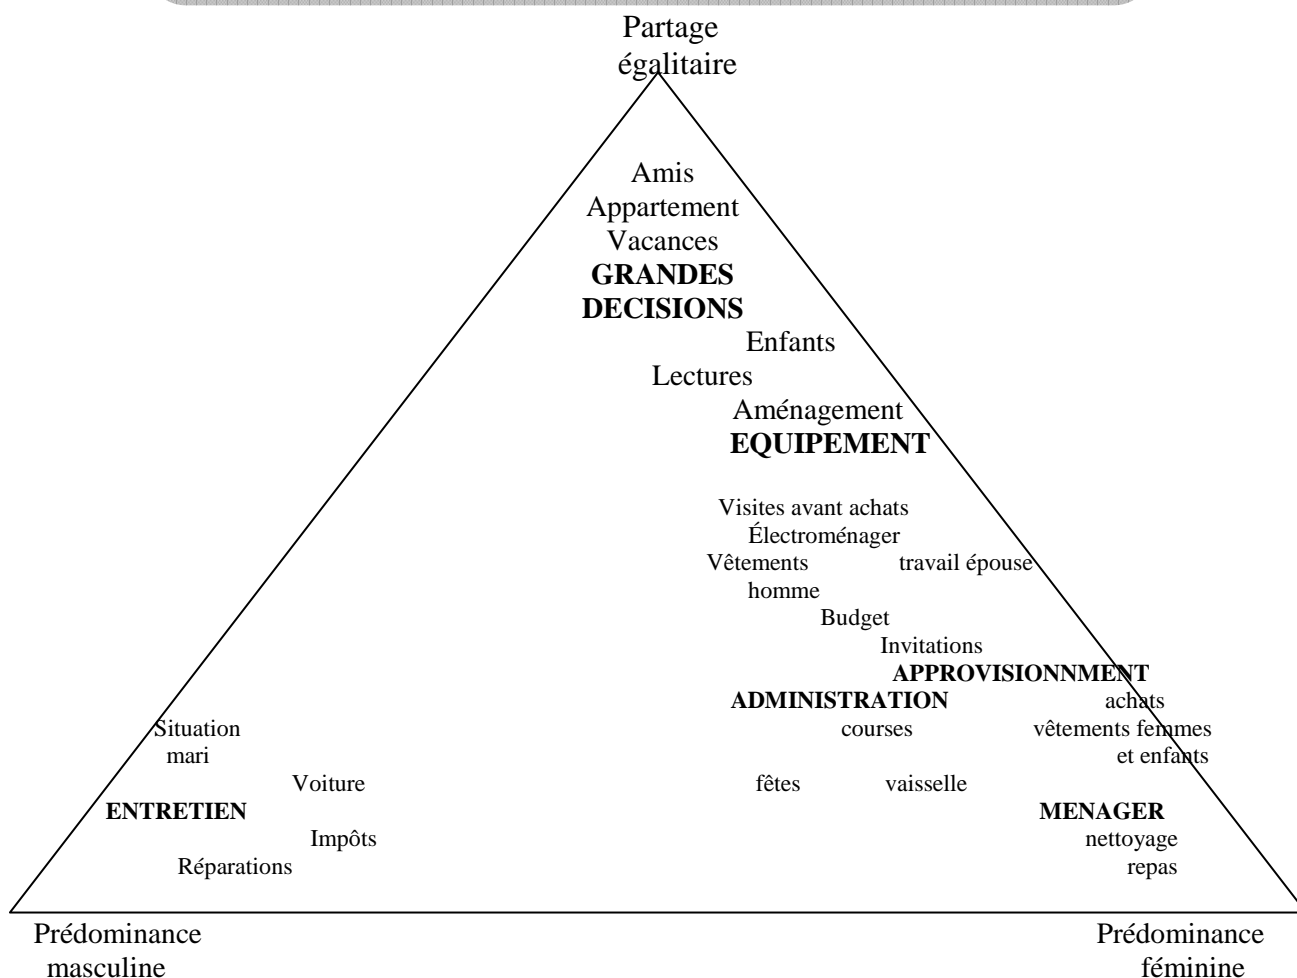 Partage
égalitaire
Amis
Appartement
Vacances
GRANDES
DECISIONS
Enfants
Lectures
Aménagement
EQUIPEMENT
Visites avant achats
Électroménager
Vêtements travail épouse
homme
Budget
Invitations
APPROVISIONNMENT
ADMINISTRATION achats
Situation courses vêtements femmes
mari et enfants
Voiture fêtes vaisselle
ENTRETIEN MENAGER
Impôts nettoyage
Réparations repas
Prédominance Prédominance
masculine féminine